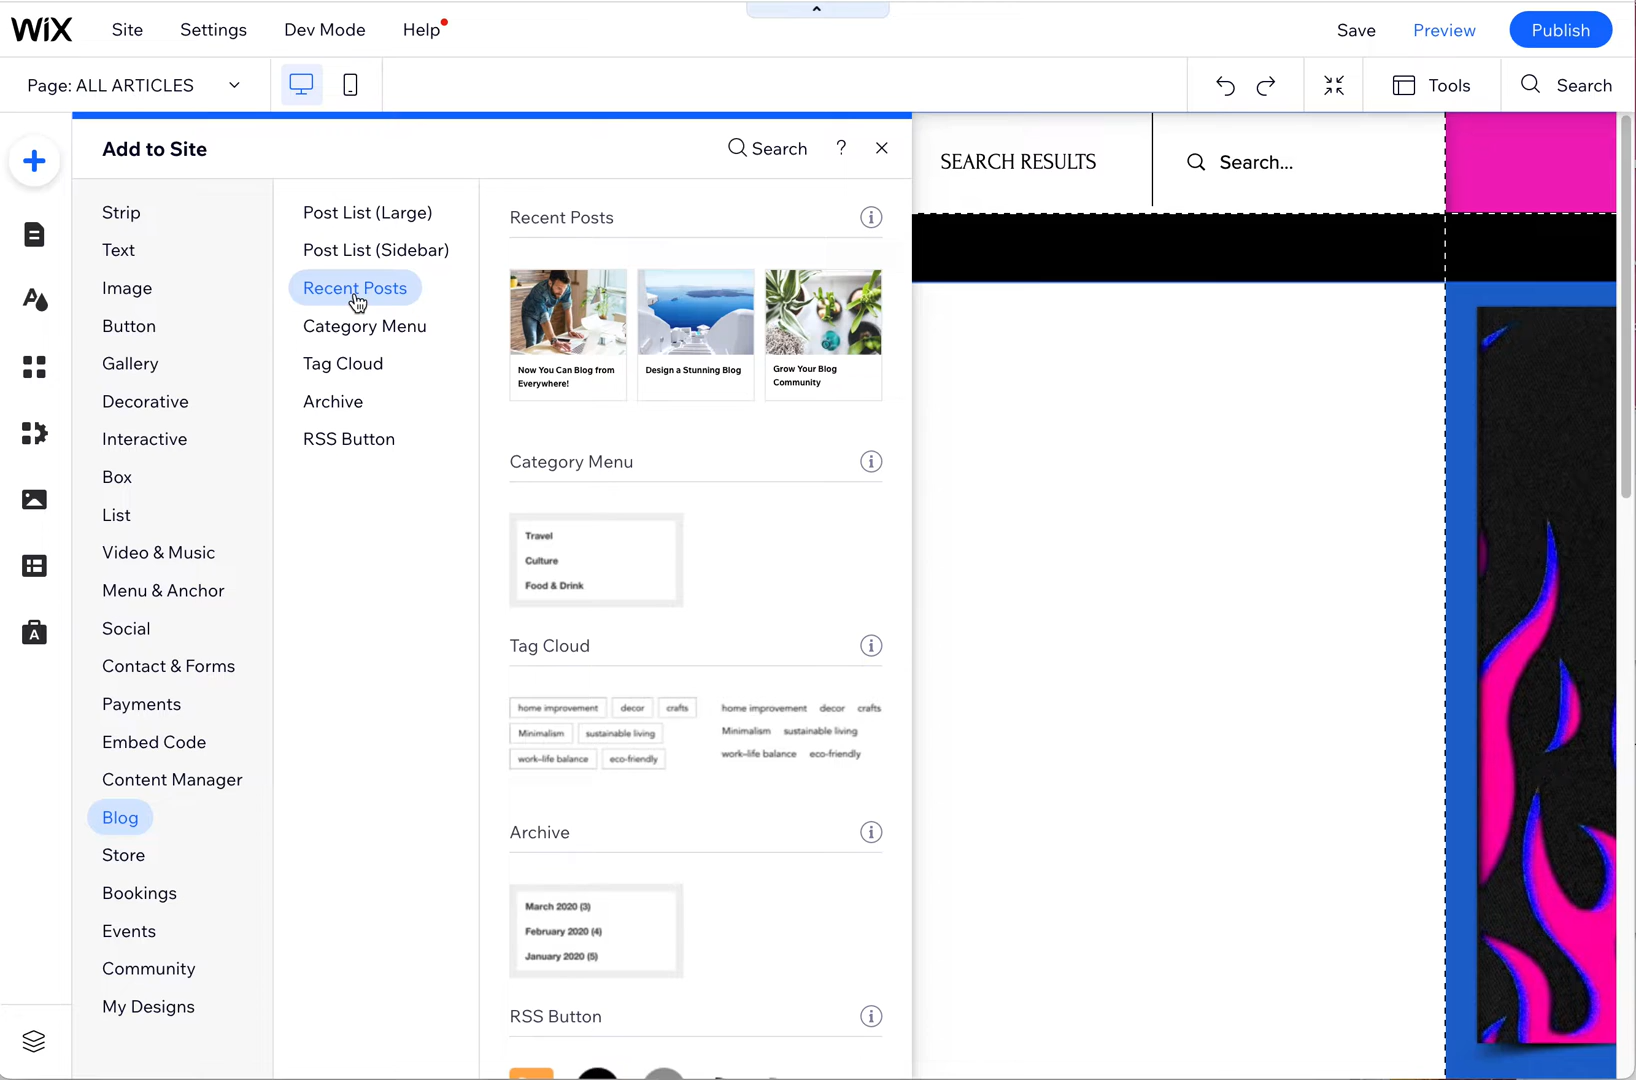 WIX
Site
Settings
Dev Mode
Help
Save
Preview
Publish
Page: ALL ARTICLES
Tools
Search
Add to Site
Search
?
Strip
Text
Image
Button
Gallery
Decorative
Interactive
Box
List
Video & Music
Menu & Anchor
Social
Contact & Forms
Payments
Embed Code
Content Manager
Blog
Store
Bookings
Events
Community
My Designs
Post List (Large)
Post List (Sidebar)
Recent Posts
Category Menu
Tag Cloud
Archive
RSS Button
Recent Posts
Now You Can Blog from
Everywhere!
Design a Stunning Blog
Grow Your Blog
Community
Category Menu
Travel
Culture
Food & Drink
Tag Cloud
home improvement decor crafts
Minimalism sustainable living
work-life balance eco-friendly
home improvement decor crafts
Minimalism sustainable living
work-life balance eco-friendly
Archive
March 2020 (3)
February 2020 (4)
January 2020 (5)
RSS Button
SEARCH RESULTS
Search...